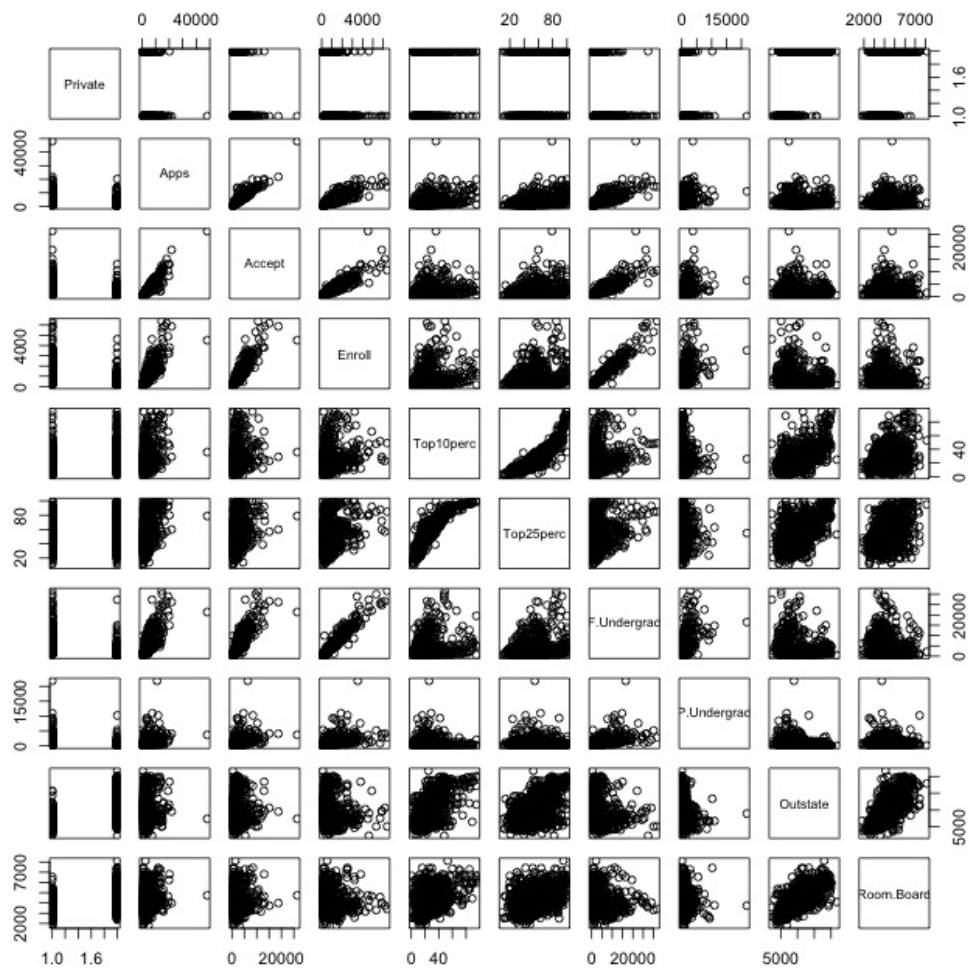 0 40000 0 4000 20 80 0 15000 2000 7000
Private 1.0 1.6
0 40000 Apps
Accept 0 20000
0 4000 Enroll
Top10perc 0 40
20 80 Top25perc
F.Undergrad 0 20000
0 15000 P.Undergrad
Outstate 5000
2000 7000 Room.Board
1.0 1.6 0 20000 0 40 0 20000 5000